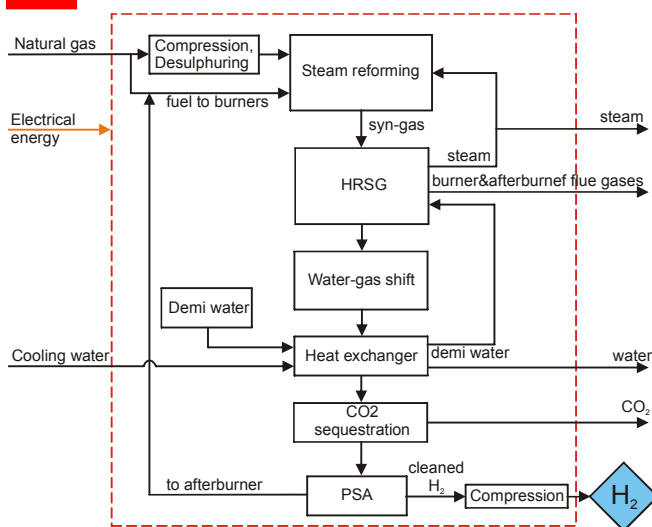 Natural gas
Compression,
Desulphuring
Steam reforming
fuel to burners
Electrical
energy
syn-gas
steam
steam
HRSG
burner&afterburnef flue gases
Water-gas shift
Demi water
Cooling water
Heat exchanger
demi water
water
CO2
sequestration
CO₂
to afterburner
PSA
cleaned
H₂
Compression
H₂